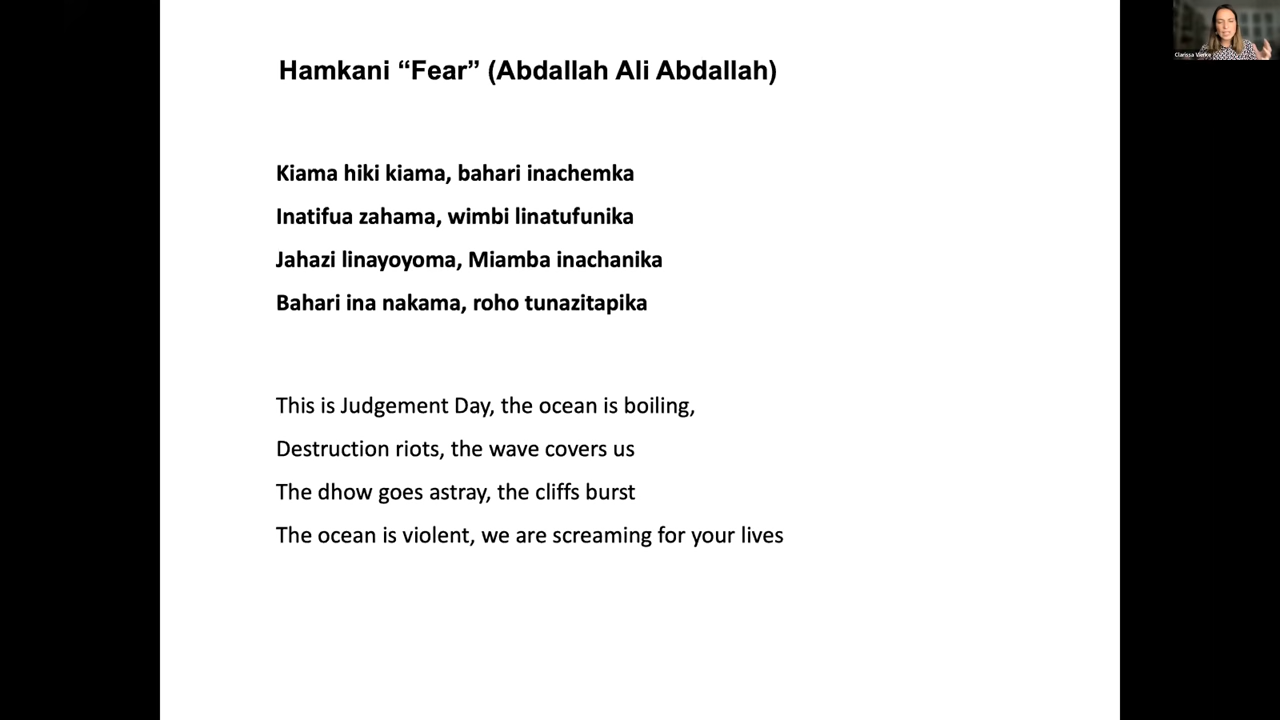 Hamkani “Fear” (Abdallah Ali Abdallah)
Kiama hiki kiama, bahari inachemka
Inatifua zahama, wimbi linatufunika
Jahazi linayoyoma, Miamba inachanika
Bahari ina nakama, roho tunazitapika
This is Judgement Day, the ocean is boiling,
Destruction riots, the wave covers us
The dhow goes astray, the cliffs burst
The ocean is violent, we are screaming for your lives
Clarissa Vierke